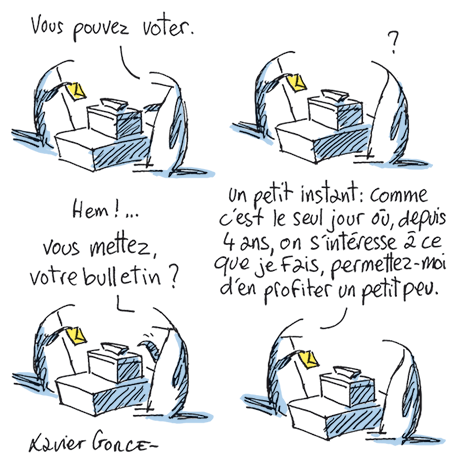 Vous pouvez voter.
?
Hem!...
vous mettez,
votre bulletin ?
un petit instant : comme
c'est le seul jour où, depuis
4 ans, on s'intéresse à ce
que je fais, permettez-moi
d'en profiter un petit peu.
Xavier Gorce-